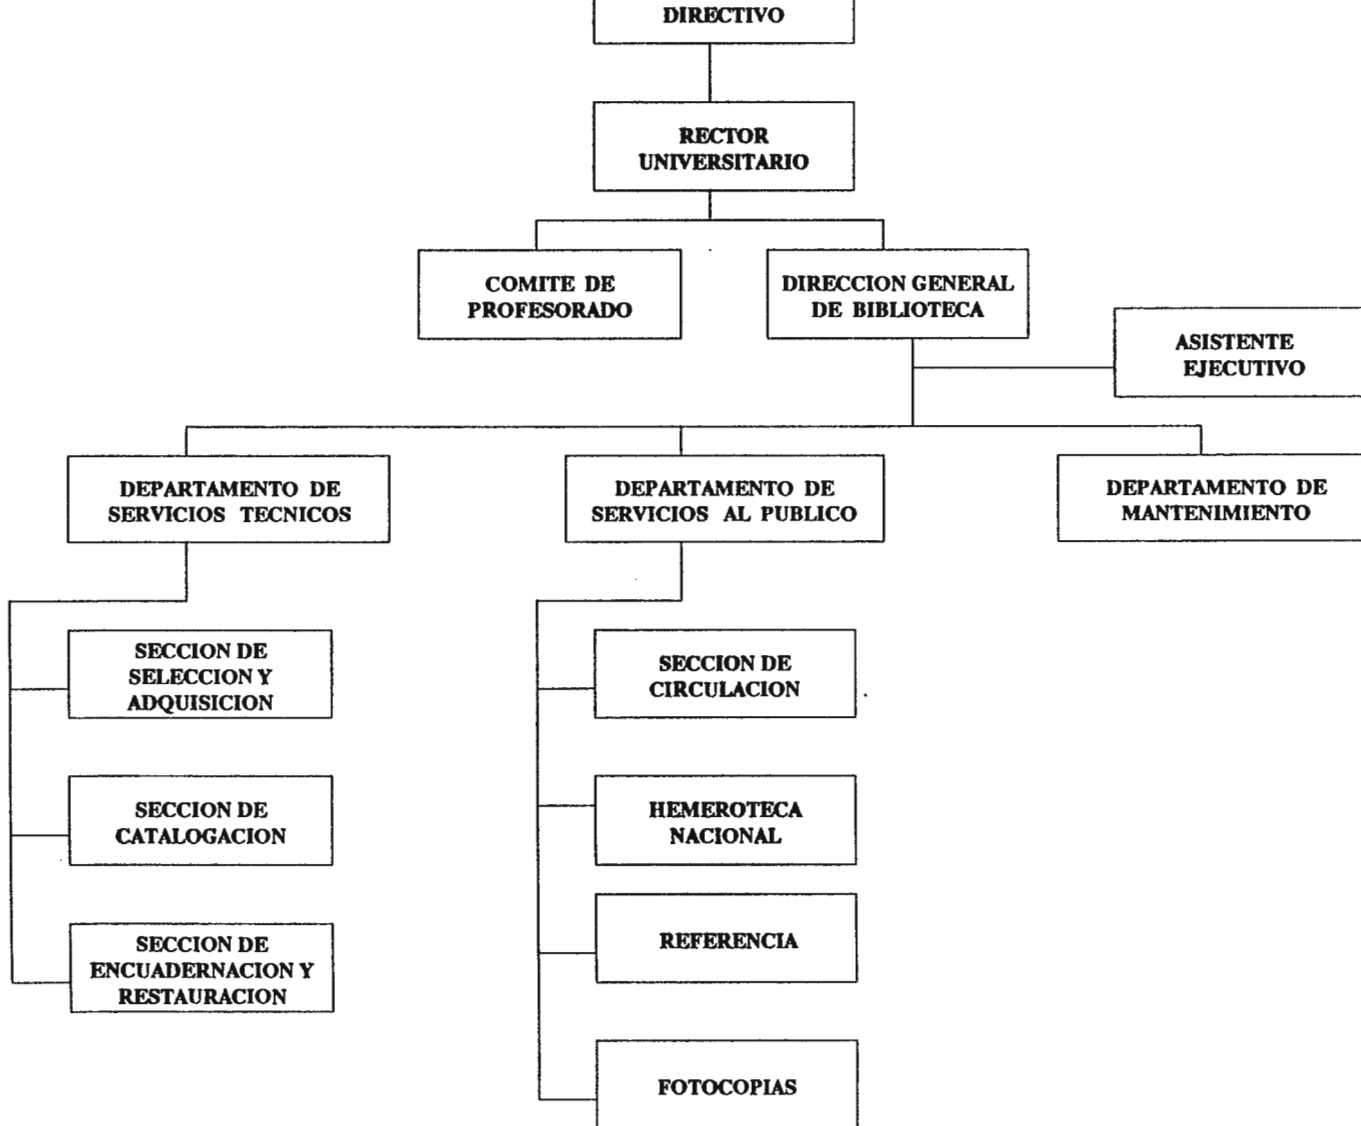 DIRECTIVO
RECTOR
UNIVERSITARIO
COMITE DE
PROFESORADO
DIRECCION GENERAL
DE BIBLIOTECA
ASISTENTE
EJECUTIVO
DEPARTAMENTO DE
SERVICIOS TECNICOS
DEPARTAMENTO DE
SERVICIOS AL PUBLICO
DEPARTAMENTO DE
MANTENIMIENTO
SECCION DE
SELECCION Y
ADQUISICION
SECCION DE
CATALOGACION
SECCION DE
ENCUADERNACION Y
RESTAURACION
SECCION DE
CIRCULACION
HEMEROTECA
NACIONAL
REFERENCIA
FOTOCOPIAS